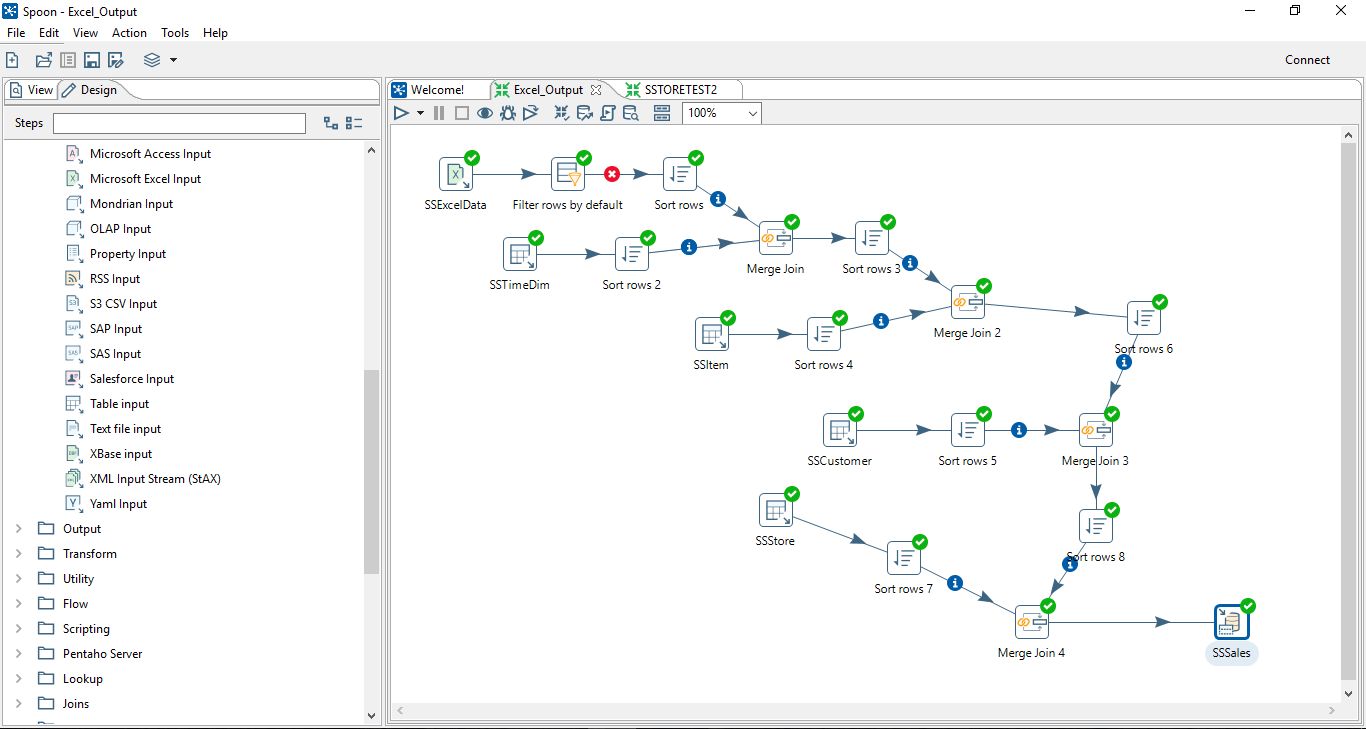 Spoon - Excel_Output
File Edit View Action Tools Help
Connect
View Design
Welcome! Excel_Output SSTORETEST2
Steps
100%
Microsoft Access Input
Microsoft Excel Input
Mondrian Input
OLAP Input
Property Input
RSS Input
S3 CSV Input
SAP Input
SAS Input
Salesforce Input
Table input
Text file input
XBase input
XML Input Stream (StAX)
Yaml Input
Output
Transform
Utility
Flow
Scripting
Pentaho Server
Lookup
Joins
SSExcelData Filter rows by default Sort rows
SSTimeDim Sort rows 2 Merge Join Sort rows 3
SSItem Sort rows 4 Merge Join 2 Sort rows 6
SSCustomer Sort rows 5 Merge Join 3
SSStore Sort rows 7 Sort rows 8
Merge Join 4 SSSales